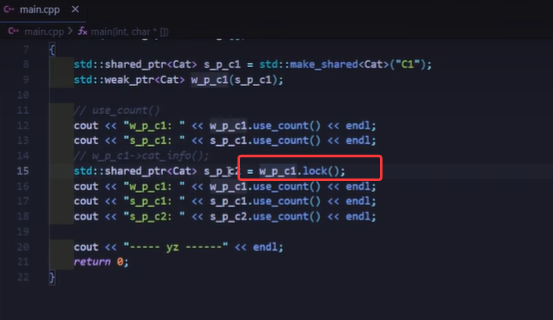 main.cpp ×
main.cpp > main(int, char * [])
7 {
8 std::shared_ptr<Cat> s_p_c1 = std::make_shared<Cat>("C1");
9 std::weak_ptr<Cat> w_p_c1(s_p_c1);
10
11 // use_count()
12 cout << "w_p_c1: " << w_p_c1.use_count() << endl;
13 cout << "s_p_c1: " << s_p_c1.use_count() << endl;
14 // w_p_c1->cat_info();
15 std::shared_ptr<Cat> s_p_c2 = w_p_c1.lock();
16 cout << "w_p_c1: " << w_p_c1.use_count() << endl;
17 cout << "s_p_c1: " << s_p_c1.use_count() << endl;
18 cout << "s_p_c2: " << s_p_c2.use_count() << endl;
19
20 cout << "----- yz ------" << endl;
21 return 0;
22 }